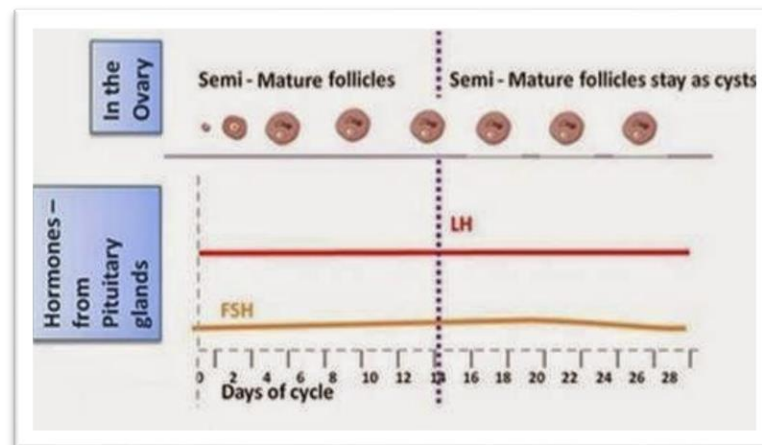 In the
Ovary
Semi - Mature follicles
Semi - Mature follicles stay as cysts
Hormones –
from
Pituitary
glands
LH
FSH
0 2 4 6 8 10 12 14 16 18 20 22 24 26 28
Days of cycle